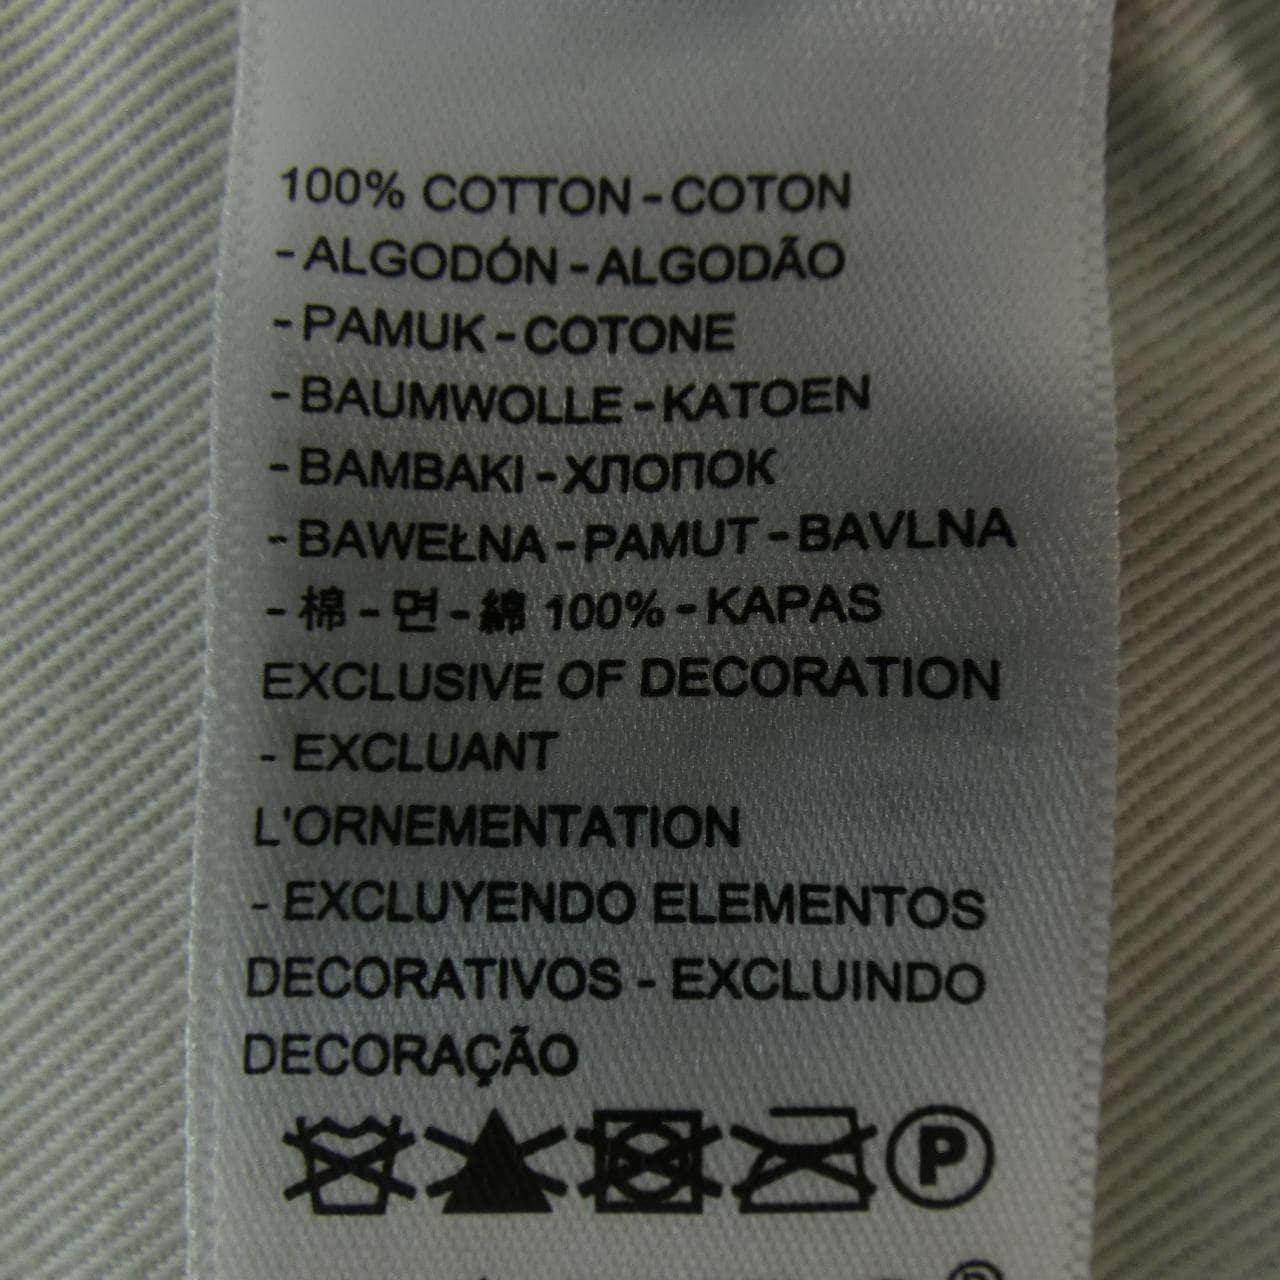 100% COTTON - COTON
- ALGODÓN - ALGODÃO
- PAMUK - COTONE
- BAUMWOLLE - KATOEN
- BAMBAKI - ХЛОПОК
- BAWEŁNA - PAMUT - BAVLNA
- 棉 - 면 - 綿 100% - KAPAS
EXCLUSIVE OF DECORATION
- EXCLUANT
L'ORNEMENTATION
- EXCLUYENDO ELEMENTOS
DECORATIVOS - EXCLUINDO
DECORAÇÃO
P